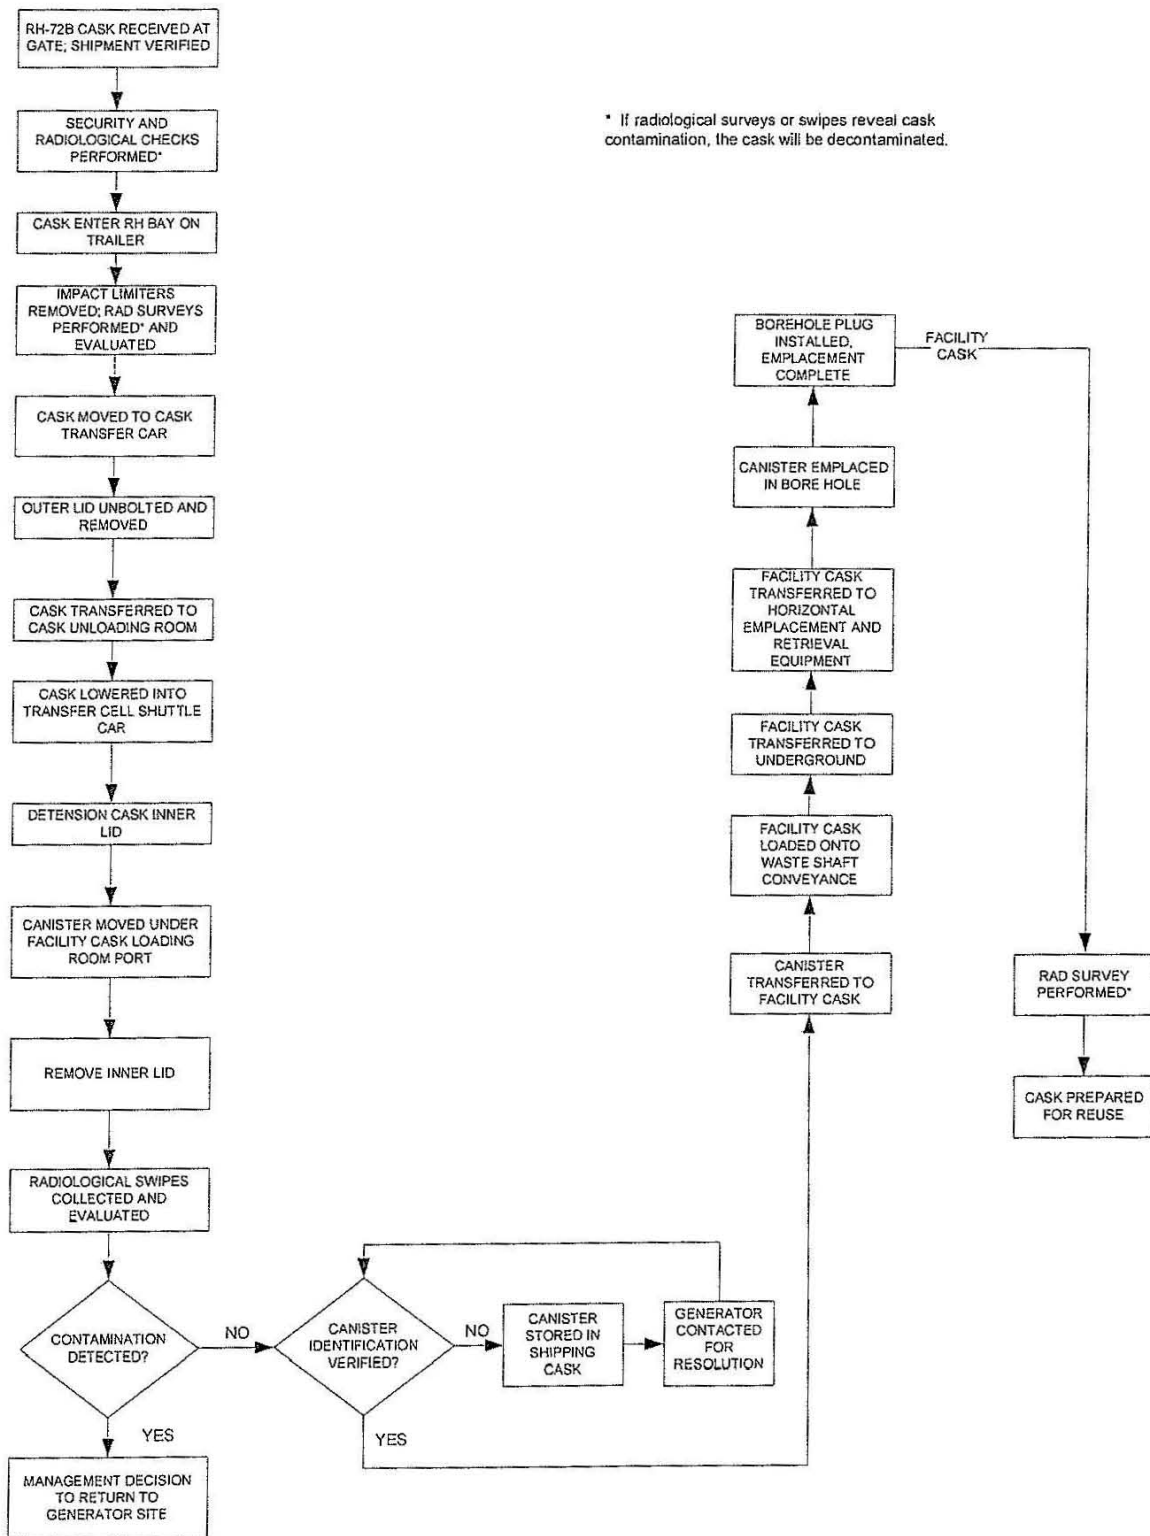 RH-72B CASK RECEIVED AT
GATE; SHIPMENT VERIFIED
SECURITY AND
RADIOLOGICAL CHECKS
PERFORMED*
* If radiological surveys or swipes reveal cask
contamination, the cask will be decontaminated.
CASK ENTER RH BAY ON
TRAILER
IMPACT LIMITERS
REMOVED; RAD SURVEYS
PERFORMED* AND
EVALUATED
CASK MOVED TO CASK
TRANSFER CAR
OUTER LID UNBOLTED AND
REMOVED
CASK TRANSFERRED TO
CASK UNLOADING ROOM
CASK LOWERED INTO
TRANSFER CELL SHUTTLE
CAR
DETENSION CASK INNER
LID
CANISTER MOVED UNDER
FACILITY CASK LOADING
ROOM PORT
REMOVE INNER LID
RADIOLOGICAL SWIPES
COLLECTED AND
EVALUATED
CONTAMINATION
DETECTED?
YES
MANAGEMENT DECISION
TO RETURN TO
GENERATOR SITE
NO
CANISTER
IDENTIFICATION
VERIFIED?
NO
CANISTER
STORED IN
SHIPPING
CASK
GENERATOR
CONTACTED
FOR
RESOLUTION
YES
CANISTER
TRANSFERRED TO
FACILITY CASK
FACILITY CASK
LOADED ONTO
WASTE SHAFT
CONVEYANCE
FACILITY CASK
TRANSFERRED TO
UNDERGROUND
FACILITY CASK
TRANSFERRED TO
HORIZONTAL
EMPLACEMENT AND
RETRIEVAL
EQUIPMENT
CANISTER EMPLACED
IN BORE HOLE
BOREHOLE PLUG
INSTALLED,
EMPLACEMENT
COMPLETE
FACILITY
CASK
RAD SURVEY
PERFORMED*
CASK PREPARED
FOR REUSE